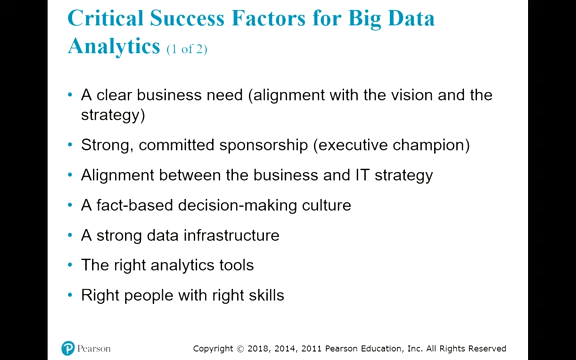 Critical Success Factors for Big Data
Analytics (1 of 2)
• A clear business need (alignment with the vision and the
strategy)
• Strong, committed sponsorship (executive champion)
• Alignment between the business and IT strategy
• A fact-based decision-making culture
• A strong data infrastructure
• The right analytics tools
• Right people with right skills
Pearson
Copyright © 2018, 2014, 2011 Pearson Education, Inc. All Rights Reserved